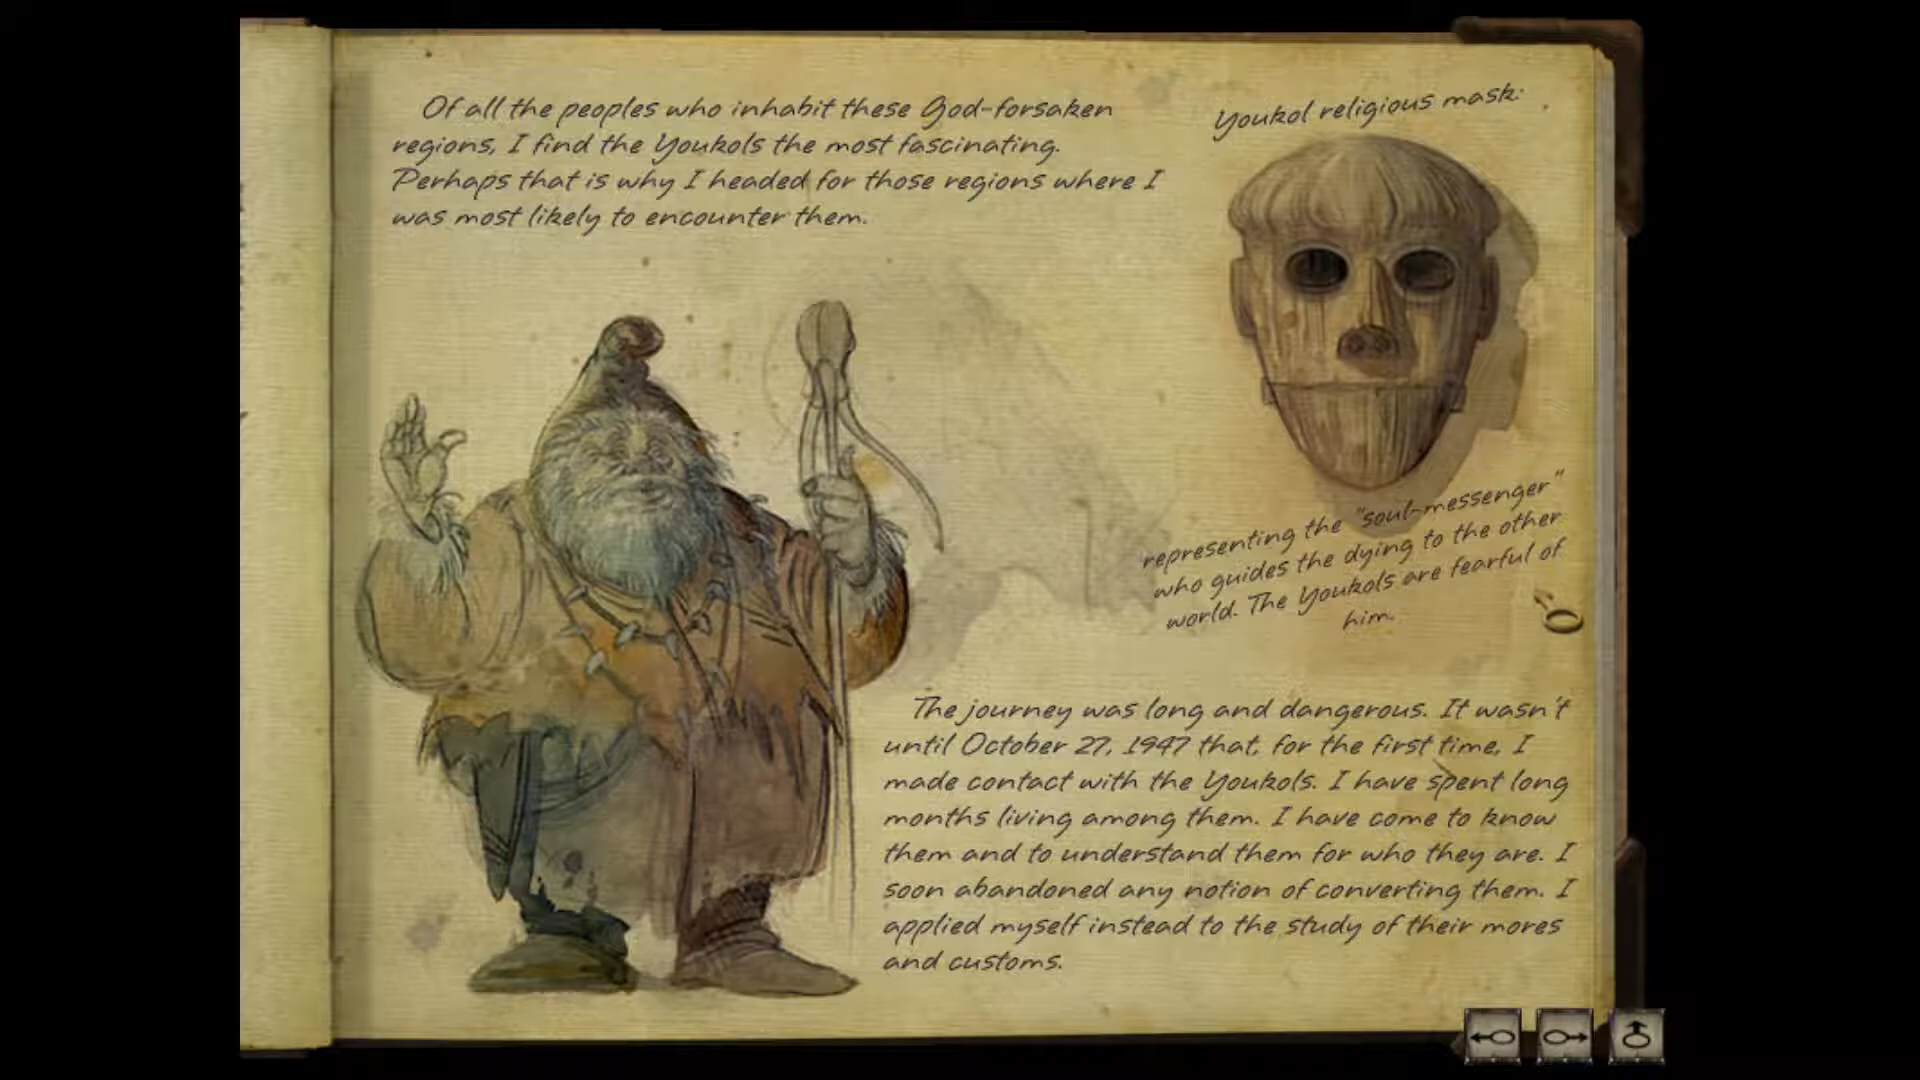 Of all the peoples who inhabit these God-forsaken
regions, I find the Youkols the most fascinating.
Perhaps that is why I headed for those regions where I
was most likely to encounter them.
Youkol religious mask:
representing the "soul-messenger"
who guides the dying to the other
world. The Youkols are fearful of
him.
The journey was long and dangerous. It wasn't
until October 27, 1947 that, for the first time, I
made contact with the Youkols. I have spent long
months living among them. I have come to know
them and to understand them for who they are. I
soon abandoned any notion of converting them. I
applied myself instead to the study of their mores
and customs.